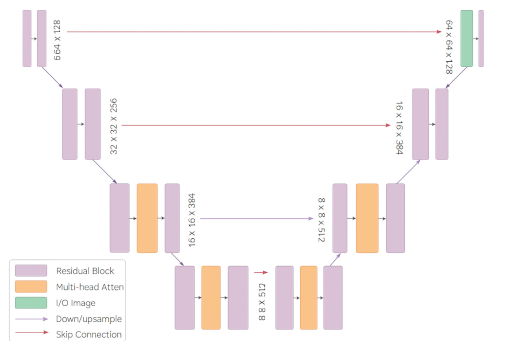 6 64 x 128
64 x 64 x 128
32 x 32 x 256
16 x 16 x 384
16 x 16 x 384
8 x 8 x 512
8 x 8 x 512
Residual Block
Multi-head Atten
I/O Image
Down/upsample
Skip Connection